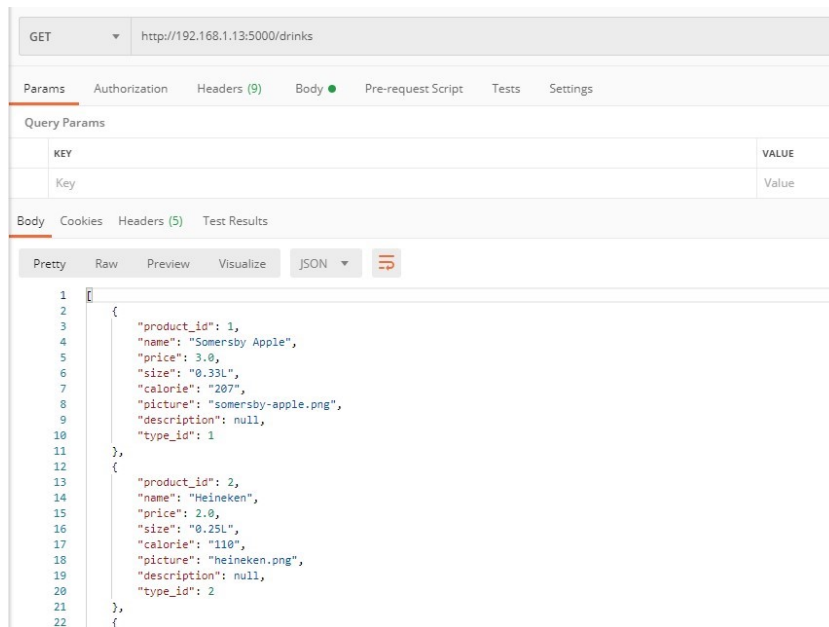 GET http://192.168.1.13:5000/drinks
Params Authorization Headers (9) Body Pre-request Script Tests Settings
Query Params
KEY VALUE
Key Value
Body Cookies Headers (5) Test Results
Pretty Raw Preview Visualize JSON
1 [
2 {
3 "product_id": 1,
4 "name": "Somersby Apple",
5 "price": 3.0,
6 "size": "0.33L",
7 "calorie": "207",
8 "picture": "somersby-apple.png",
9 "description": null,
10 "type_id": 1
11 },
12 {
13 "product_id": 2,
14 "name": "Heineken",
15 "price": 2.0,
16 "size": "0.25L",
17 "calorie": "110",
18 "picture": "heineken.png",
19 "description": null,
20 "type_id": 2
21 },
22 {